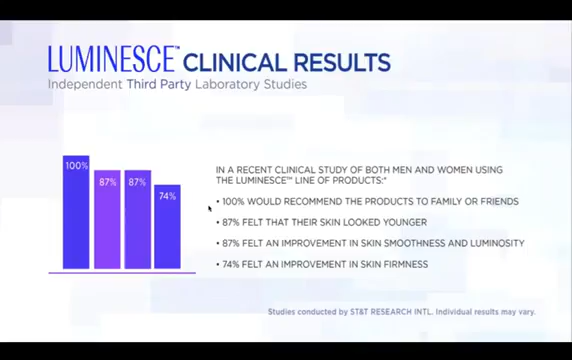 LUMINESCE™ CLINICAL RESULTS
Independent Third Party Laboratory Studies
100%
87%
87%
74%
IN A RECENT CLINICAL STUDY OF BOTH MEN AND WOMEN USING
THE LUMINESCE™ LINE OF PRODUCTS:*
• 100% WOULD RECOMMEND THE PRODUCTS TO FAMILY OR FRIENDS
• 87% FELT THAT THEIR SKIN LOOKED YOUNGER
• 87% FELT AN IMPROVEMENT IN SKIN SMOOTHNESS AND LUMINOSITY
• 74% FELT AN IMPROVEMENT IN SKIN FIRMNESS
Studies conducted by ST&T RESEARCH INTL. Individual results may vary.